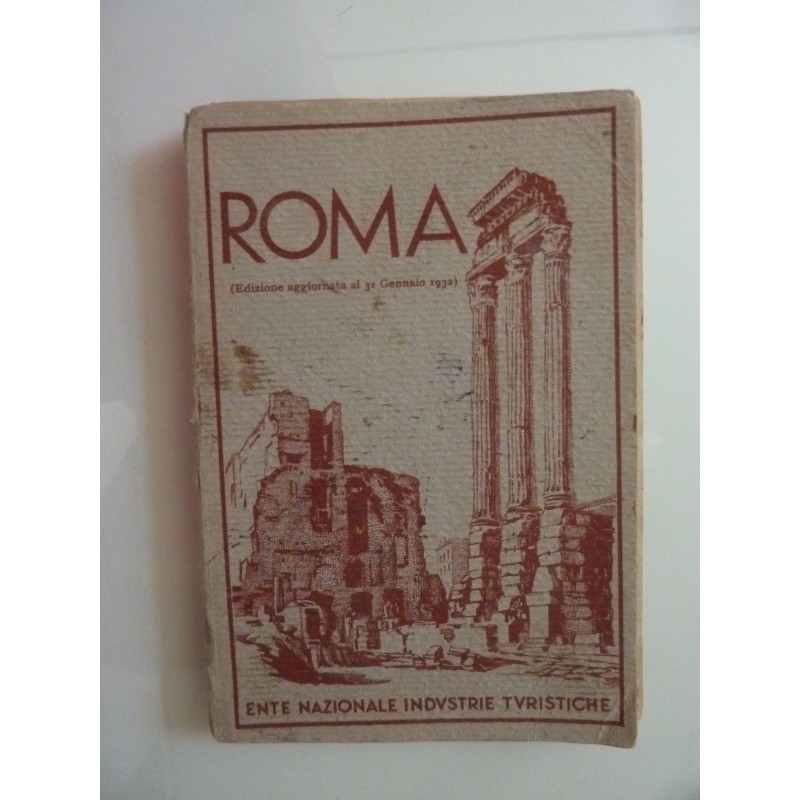 ROMA
(Edizione aggiornata al 31 Gennaio 1932)
ENTE NAZIONALE INDVSTRIE TVRISTICHE